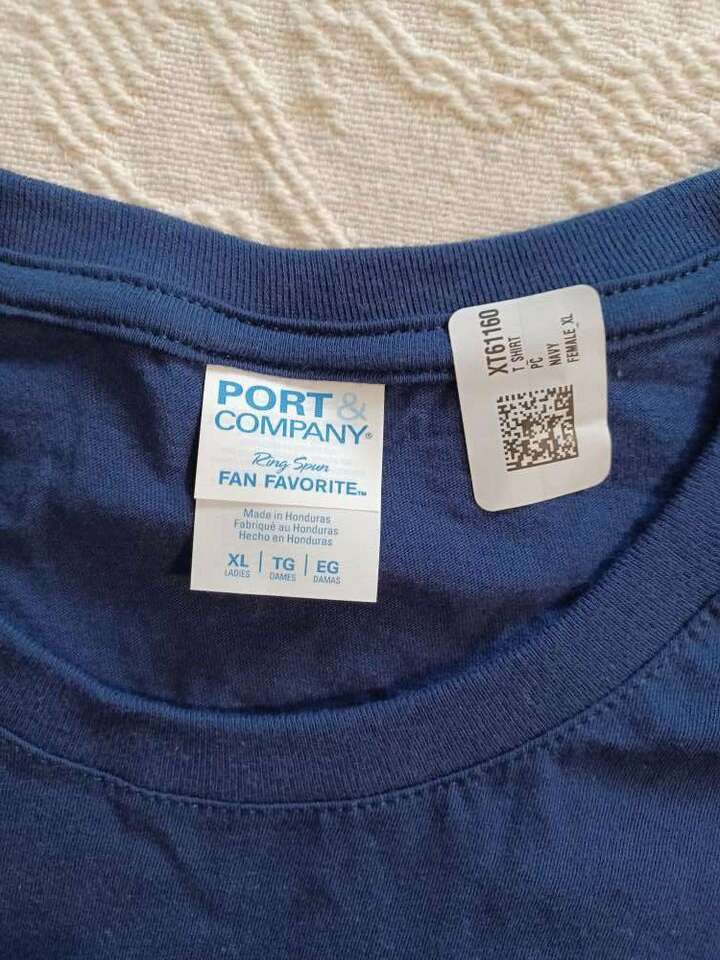 PORT &
COMPANY®
Ring Spun
FAN FAVORITE™
Made in Honduras
Fabriqué au Honduras
Hecho en Honduras
XL | TG | EG
LADIES DAMES DAMAS
XT61160
T SHIRT
PC
NAVY
FEMALE_XL